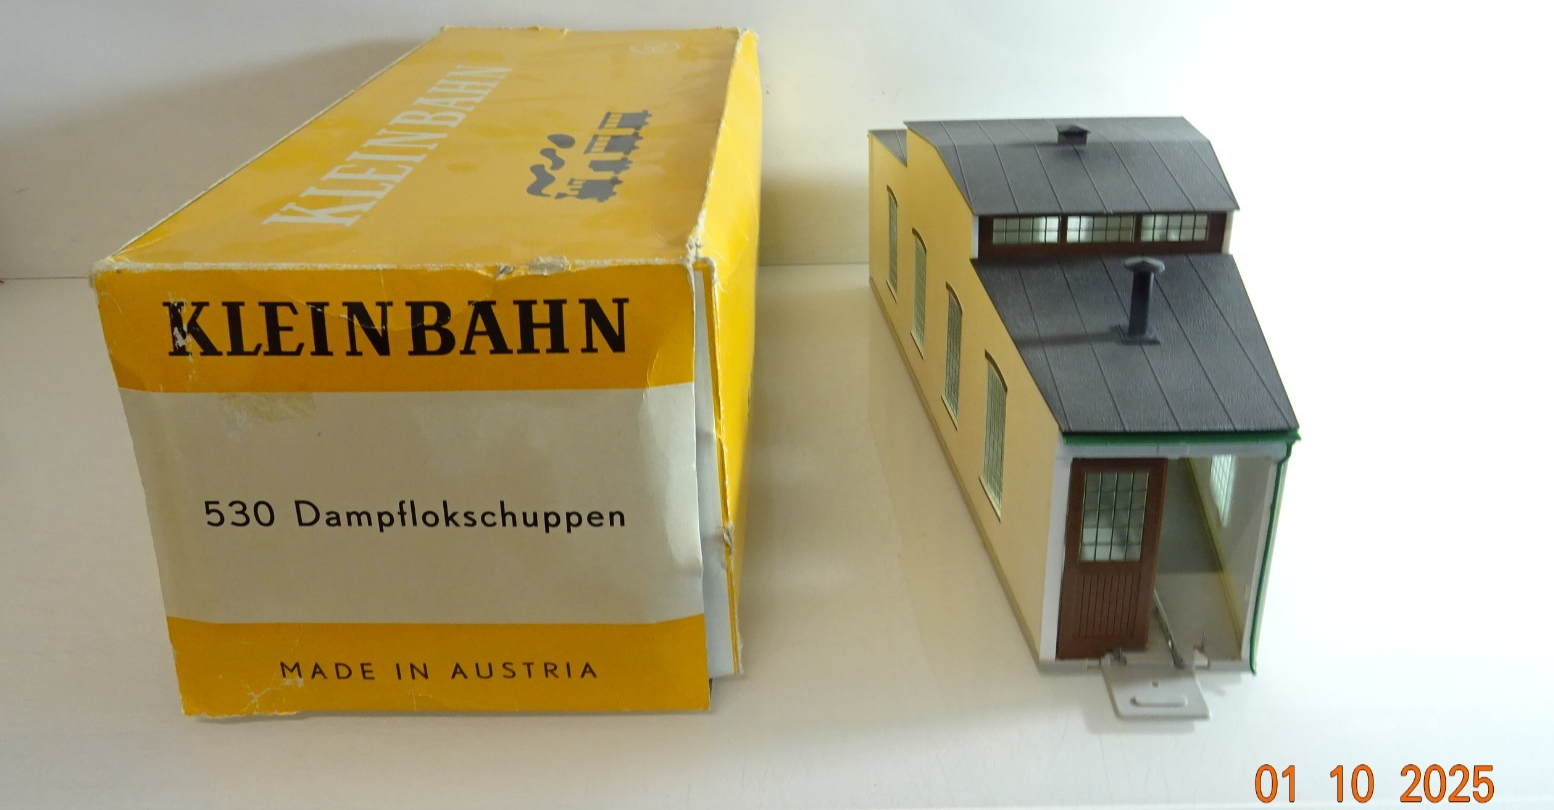 KLEINBAHN
KLEINBAHN
530 Dampflokschuppen
MADE IN AUSTRIA
01 10 2025